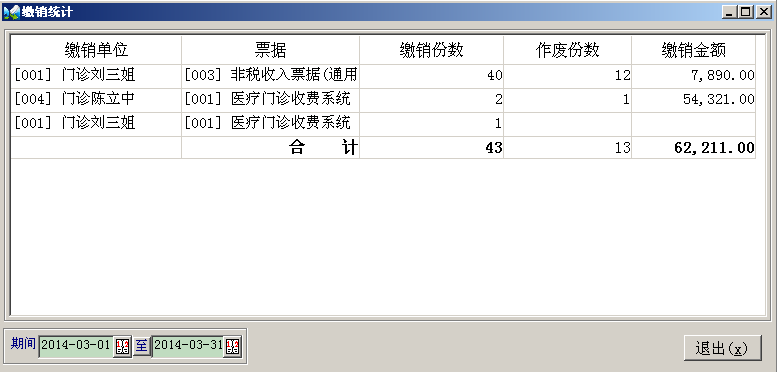 缴销统计
缴销单位 票据 缴销份数 作废份数 缴销金额
[001] 门诊刘三姐 [003] 非税收入票据(通用 40 12 7,890.00
[004] 门诊陈立中 [001] 医疗门诊收费系统 2 1 54,321.00
[001] 门诊刘三姐 [001] 医疗门诊收费系统 1
合 计 43 13 62,211.00
期间 2014-03-01 至 2014-03-31 退出(x)